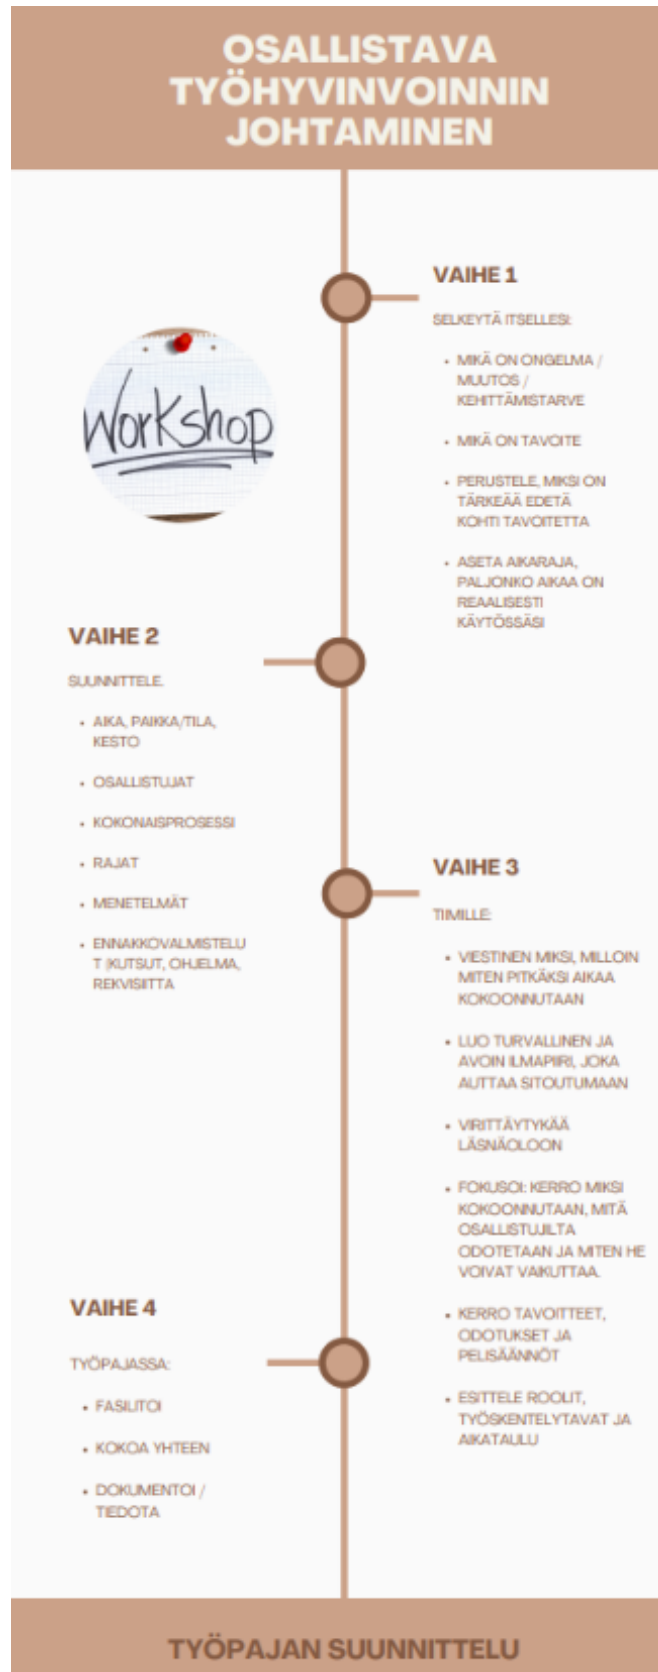 OSALLISTAVA
TYÖHYVINVOINNIN
JOHTAMINEN
Workshop
VAIHE 1
SELKEYTÄ ITSELLESI:
• MIKÄ ON ONGELMA /
MUUTOS /
KEHITTÄMISTARVE
• MIKÄ ON TAVOITE
• PERUSTELE, MIKSI ON
TÄRKEÄÄ EDETÄ
KOHTI TAVOITETTA
• ASETA AIKARAJA,
PALJONKO AIKAA ON
REAALISESTI
KÄYTÖSSÄSI
VAIHE 2
SUUNNITTELE.
• AIKA, PAIKKA/TILA,
KESTO
• OSALLISTUJAT
• KOKONAISPROSESSI
• RAJAT
• MENETELMÄT
• ENNAKKOVALMISTELU
T (KUTSUT, OHJELMA,
REKVISIITTA
VAIHE 3
TIIMILLE:
• VIESTINEN MIKSI, MILLOIN
MITEN PITKÄKSI AIKAA
KOKOONNUTAAN
• LUO TURVALLINEN JA
AVOIN ILMAPIIRI, JOKA
AUTTAA SITOUTUMAAN
• VIRITTÄYTYKÄÄ
LÄSNÄOLOON
• FOKUSOI: KERRO MIKSI
KOKOONNUTAAN, MITÄ
OSALLISTUJILTA
ODOTETAAN JA MITEN HE
VOIVAT VAIKUTTAA.
• KERRO TAVOITTEET,
ODOTUKSET JA
PELISÄÄNNÖT
• ESITTELE ROOLIT,
TYÖSKENTELYTAVAT JA
AIKATAULU
VAIHE 4
TYÖPAJASSA:
• FASILITOI
• KOKOA YHTEEN
• DOKUMENTOI /
TIEDOTA
TYÖPAJAN SUUNNITTELU